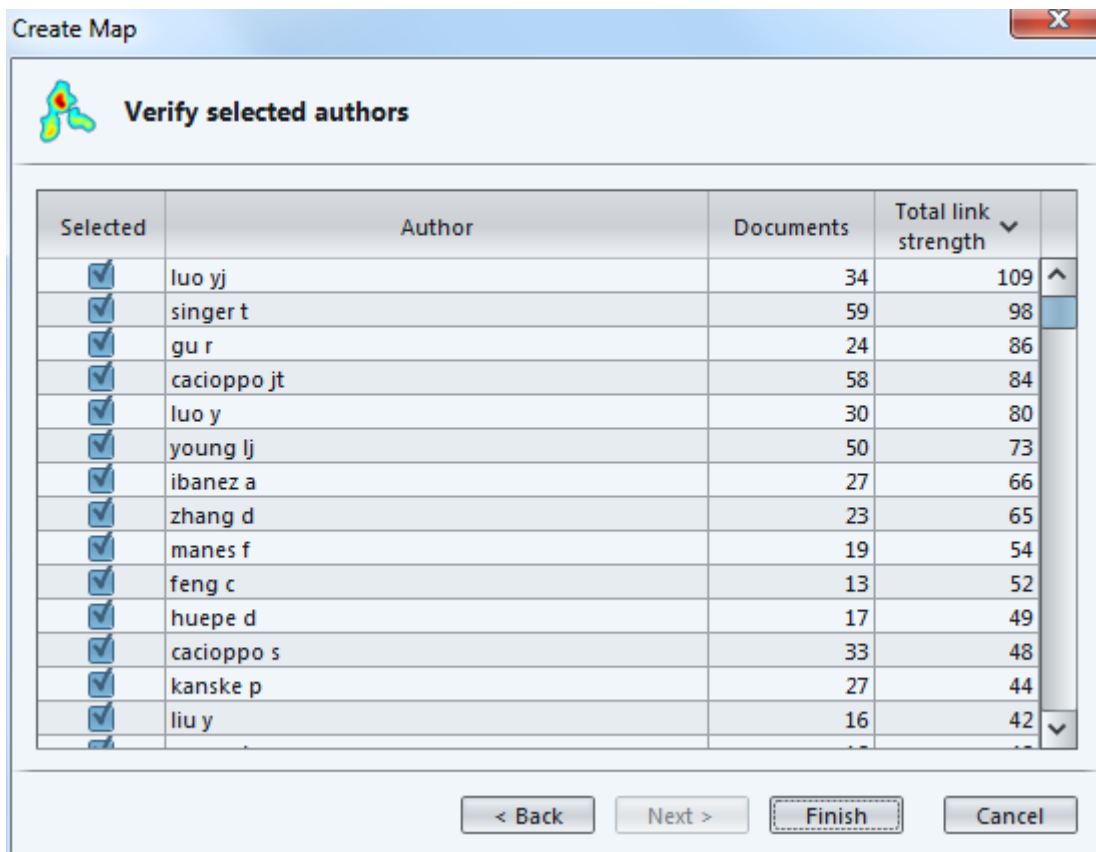 Create Map
Verify selected authors
Selected Author Documents Total link strength
luo yj 34 109
singer t 59 98
gu r 24 86
cacioppo jt 58 84
luo y 30 80
young lj 50 73
ibanez a 27 66
zhang d 23 65
manes f 19 54
feng c 13 52
huepe d 17 49
cacioppo s 33 48
kanske p 27 44
liu y 16 42
< Back Next > Finish Cancel